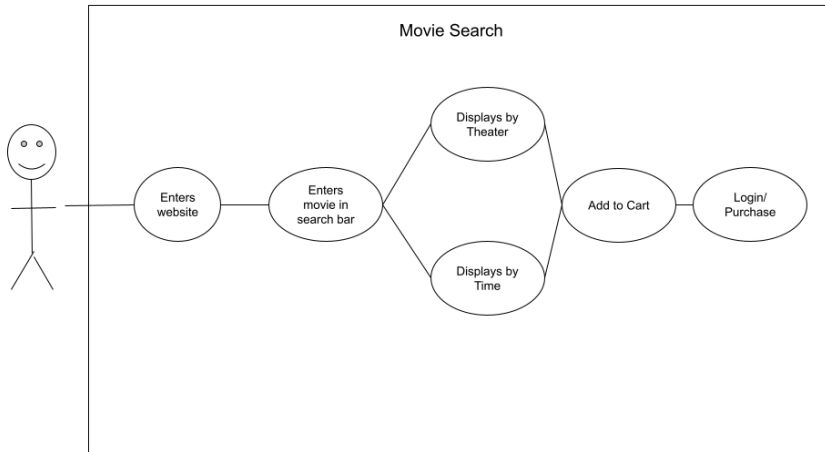 Movie Search
Enters
website
Enters
movie in
search bar
Displays by
Theater
Displays by
Time
Add to Cart
Login/
Purchase